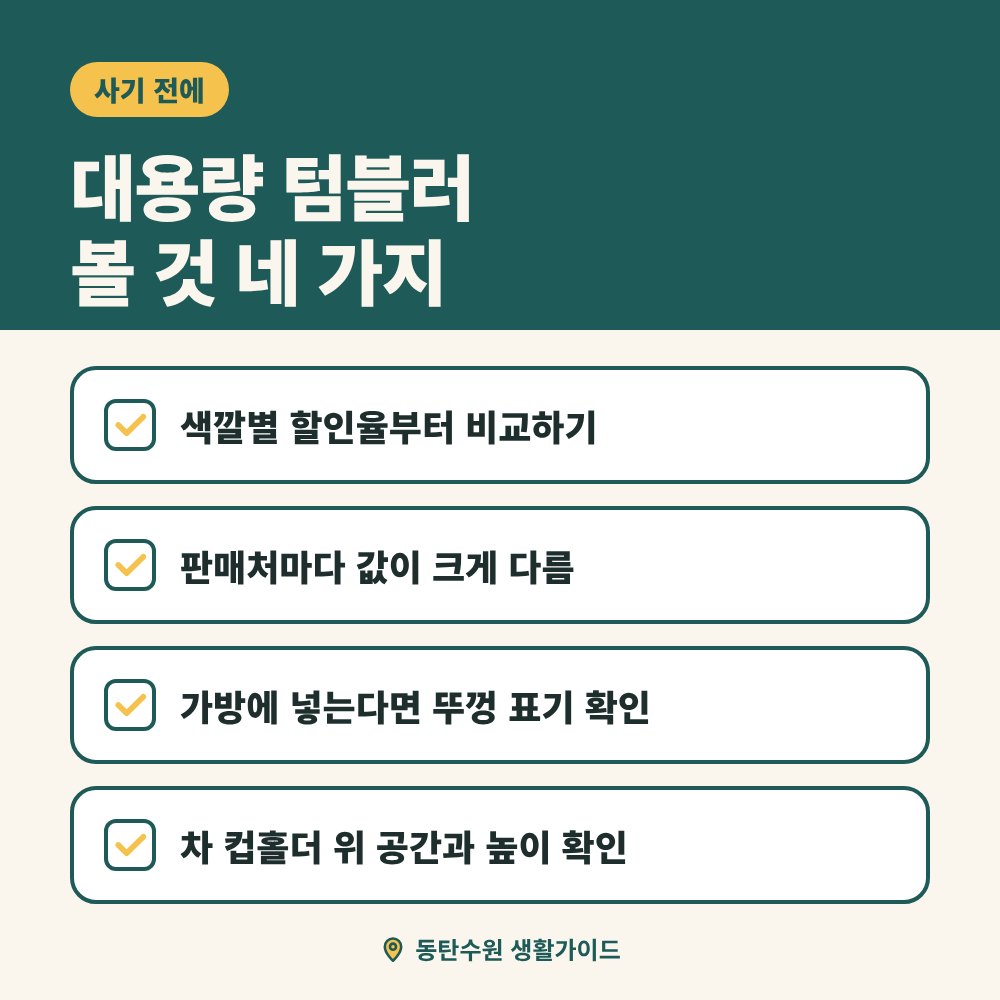 사기 전에
대용량 텀블러
볼 것 네 가지
색깔별 할인율부터 비교하기
판매처마다 값이 크게 다름
가방에 넣는다면 뚜껑 표기 확인
차 컵홀더 위 공간과 높이 확인
동탄수원 생활가이드